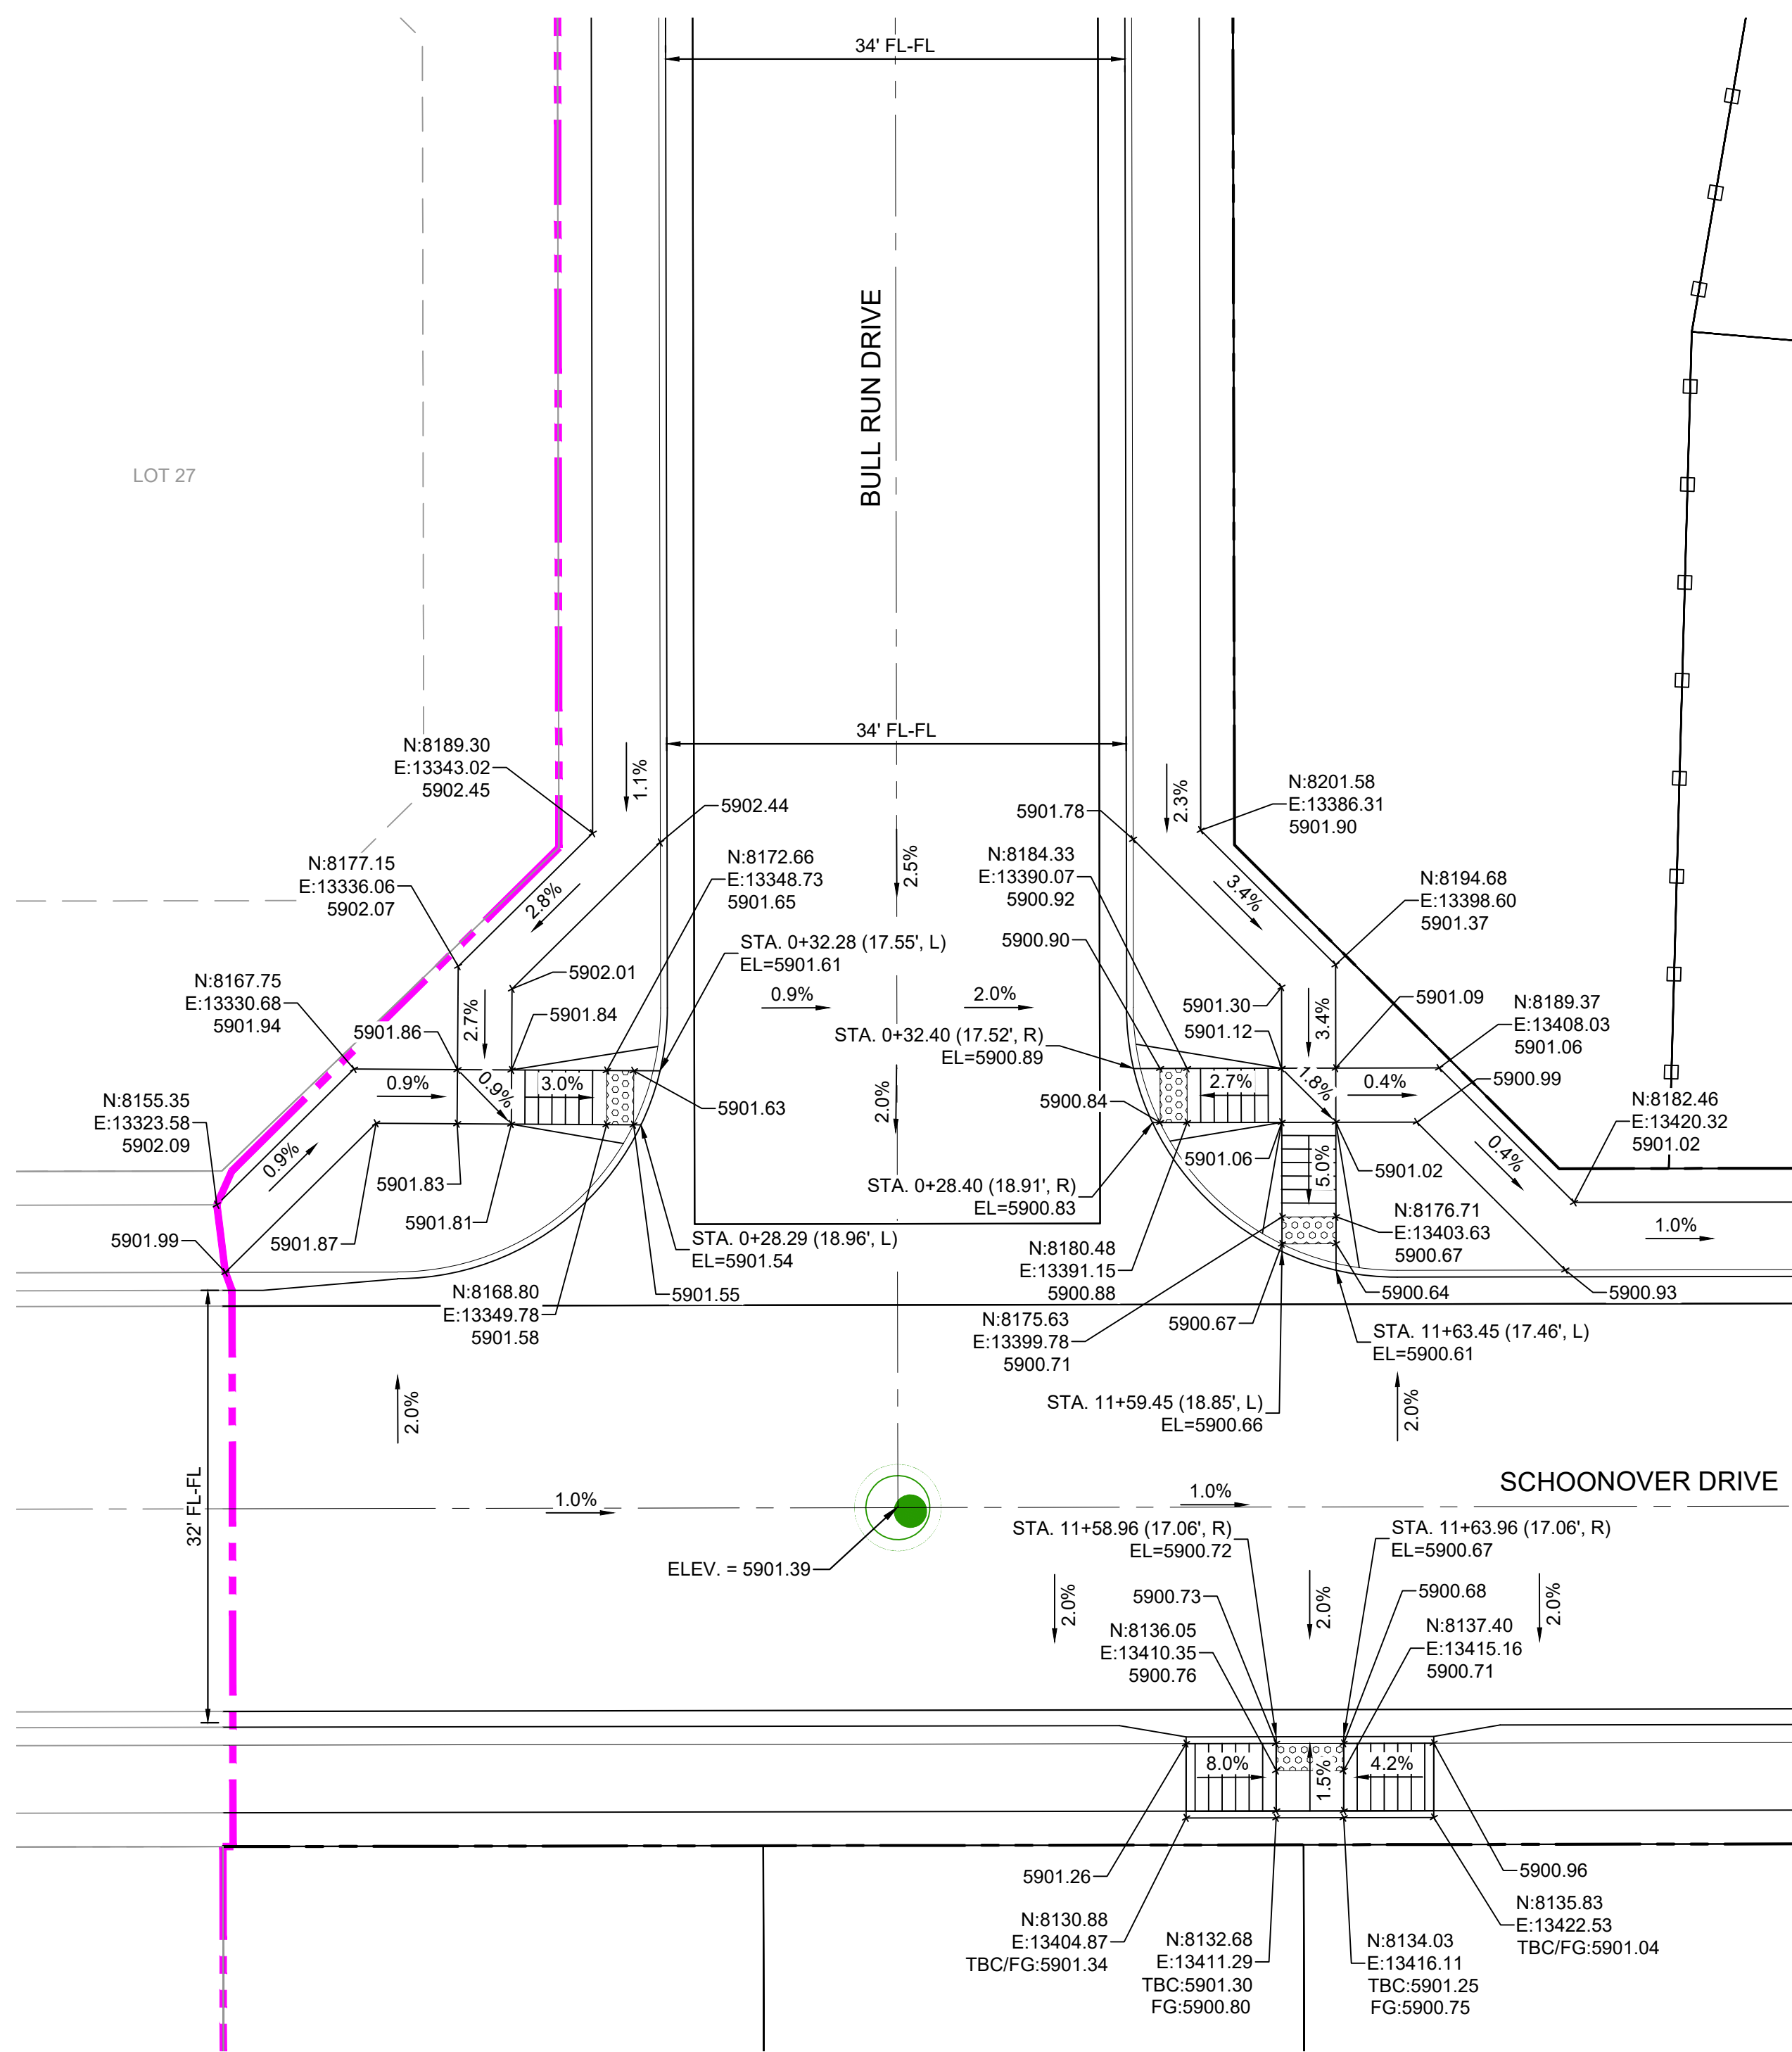 34' FL-FL
BULL RUN DRIVE
LOT 27
34' FL-FL
N:8189.30
E:13343.02
5902.45
1.1%
5902.44
2.5%
5901.78
2.3%
N:8201.58
E:13386.31
5901.90
N:8177.15
E:13336.06
5902.07
2.8%
N:8172.66
E:13348.73
5901.65
N:8184.33
E:13390.07
5900.92
3.4%
N:8194.68
E:13398.60
5901.37
STA. 0+32.28 (17.55', L)
EL=5901.61
5900.90
N:8167.75
E:13330.68
5901.94
5902.01
5901.84
5901.86
2.7%
0.9%
2.0%
5901.30
5901.12
3.4%
5901.09
N:8189.37
E:13408.03
5901.06
STA. 0+32.40 (17.52', R)
EL=5900.89
0.9%
0.9%
3.0%
2.0%
2.7%
1.8%
0.4%
5900.99
5901.63
5900.84
N:8155.35
E:13323.58
5902.09
0.9%
N:8182.46
E:13420.32
5901.02
5901.83
5901.81
5901.06
5.0%
5901.02
0.4%
STA. 0+28.40 (18.91', R)
EL=5900.83
5901.99
5901.87
STA. 0+28.29 (18.96', L)
EL=5901.54
N:8176.71
E:13403.63
5900.67
1.0%
N:8180.48
E:13391.15
5900.88
N:8168.80
E:13349.78
5901.58
5901.55
5900.64
5900.93
N:8175.63
E:13399.78
5900.71
5900.67
STA. 11+63.45 (17.46', L)
EL=5900.61
2.0%
STA. 11+59.45 (18.85', L)
EL=5900.66
2.0%
32' FL-FL
SCHOONOVER DRIVE
1.0%
1.0%
ELEV. = 5901.39
STA. 11+58.96 (17.06', R)
EL=5900.72
STA. 11+63.96 (17.06', R)
EL=5900.67
2.0%
5900.73
2.0%
5900.68
2.0%
N:8136.05
E:13410.35
5900.76
N:8137.40
E:13415.16
5900.71
8.0%
1.5%
4.2%
5901.26
5900.96
N:8130.88
E:13404.87
TBC/FG:5901.34
N:8132.68
E:13411.29
TBC:5901.30
FG:5900.80
N:8134.03
E:13416.11
TBC:5901.25
FG:5900.75
N:8135.83
E:13422.53
TBC/FG:5901.04